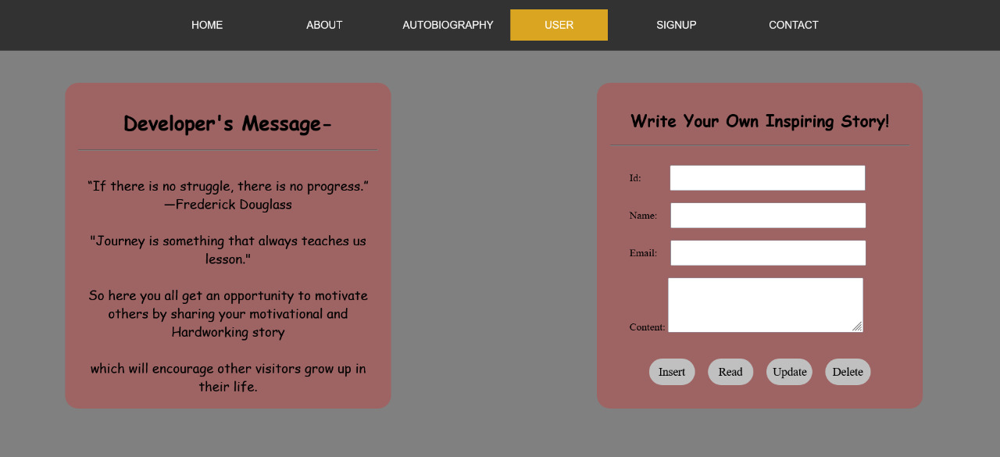 HOME ABOUT AUTOBIOGRAPHY USER SIGNUP CONTACT
Developer's Message-
“If there is no struggle, there is no progress.”
—Frederick Douglass
"Journey is something that always teaches us
lesson."
So here you all get an opportunity to motivate
others by sharing your motivational and
Hardworking story
which will encourage other visitors grow up in
their life.
Write Your Own Inspiring Story!
Id:
Name:
Email:
Content:
Insert Read Update Delete